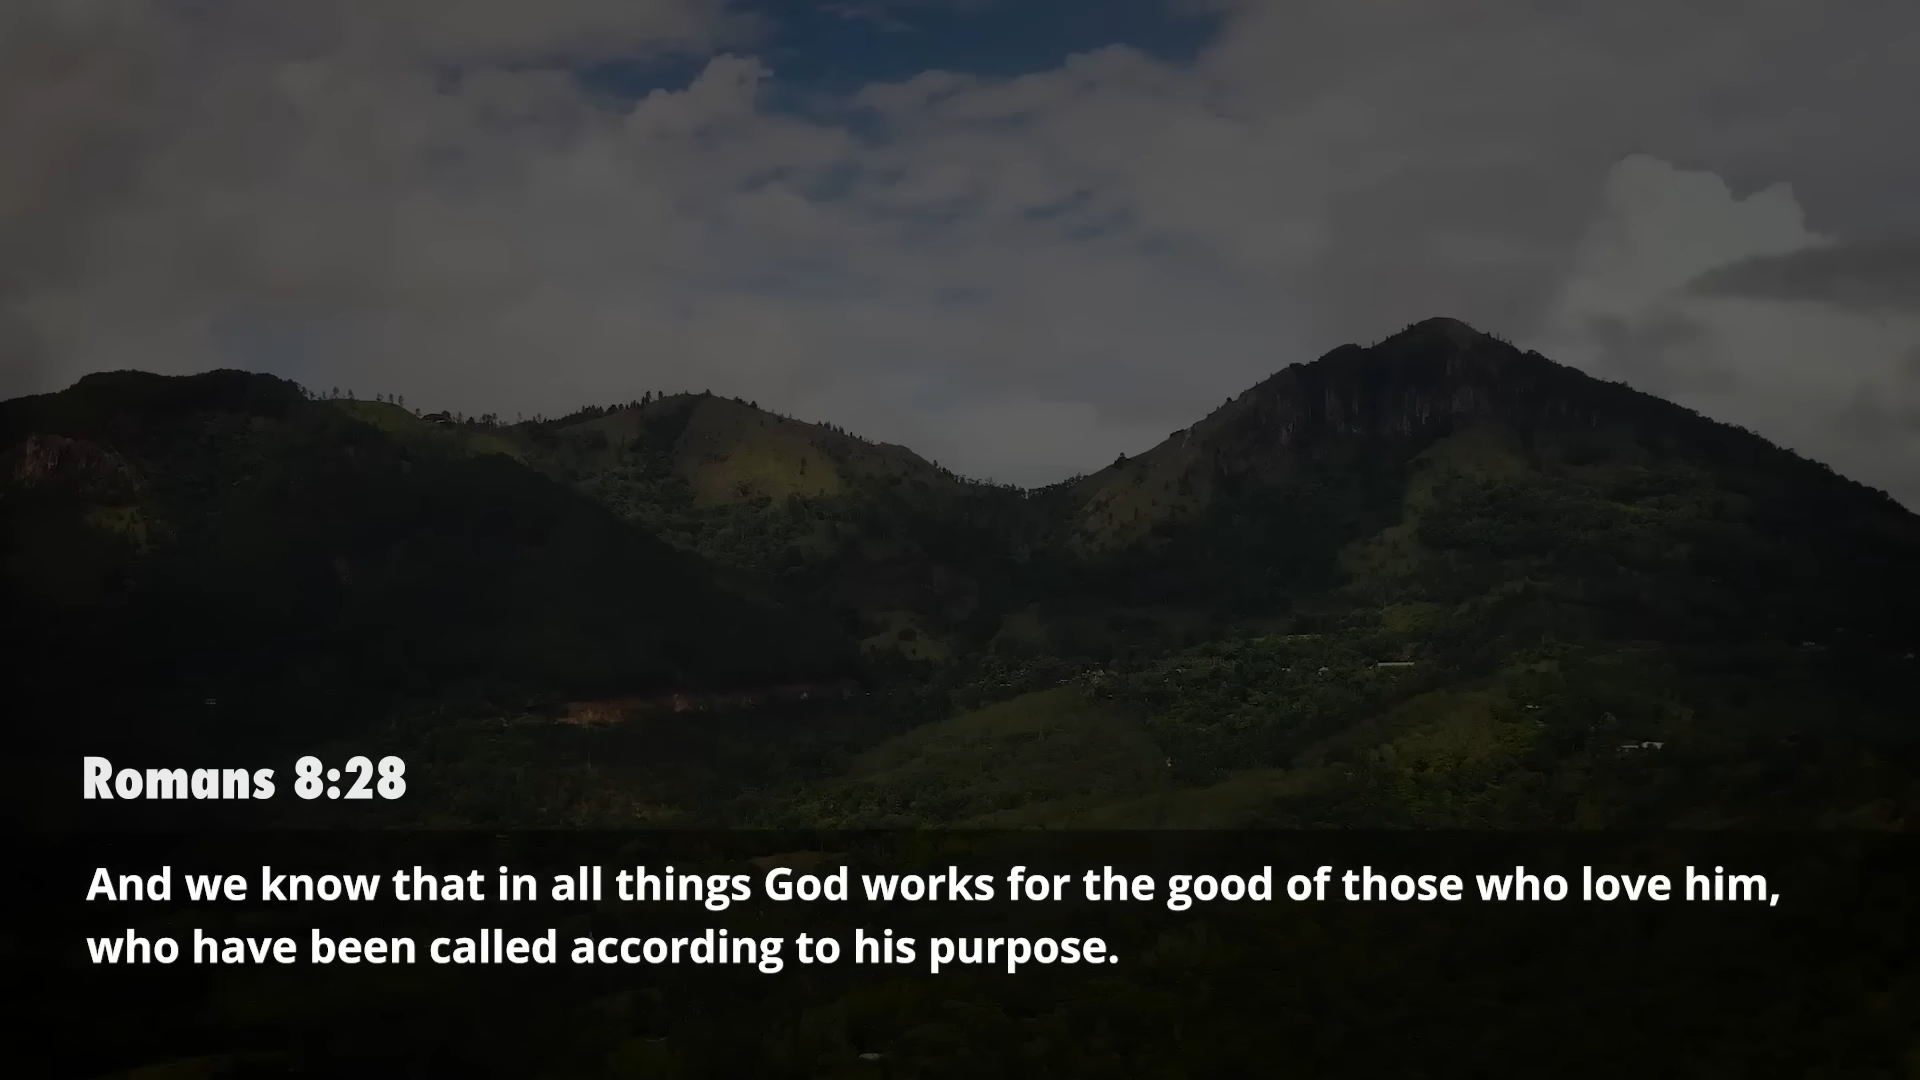 Romans 8:28
And we know that in all things God works for the good of those who love him,
who have been called according to his purpose.